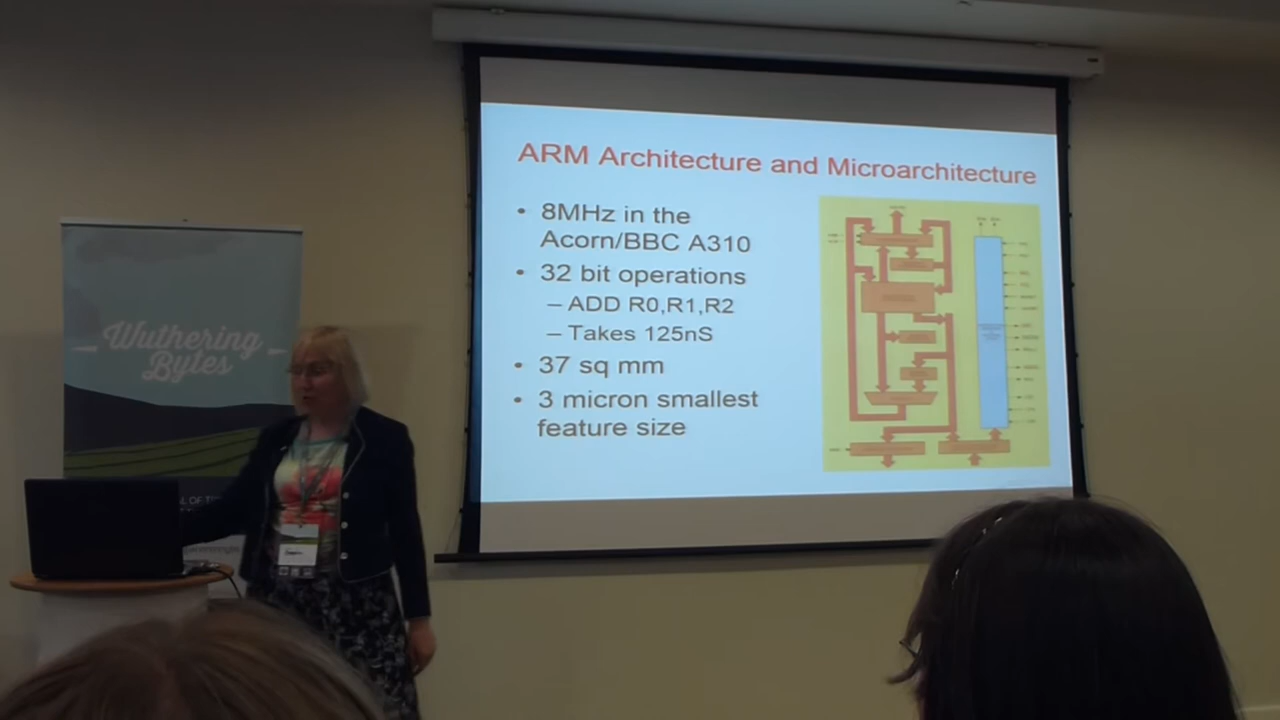 ARM Architecture and Microarchitecture
• 8MHz in the
Acorn/BBC A310
• 32 bit operations
– ADD R0,R1,R2
– Takes 125nS
• 37 sq mm
• 3 micron smallest
feature size
Wuthering
Bytes